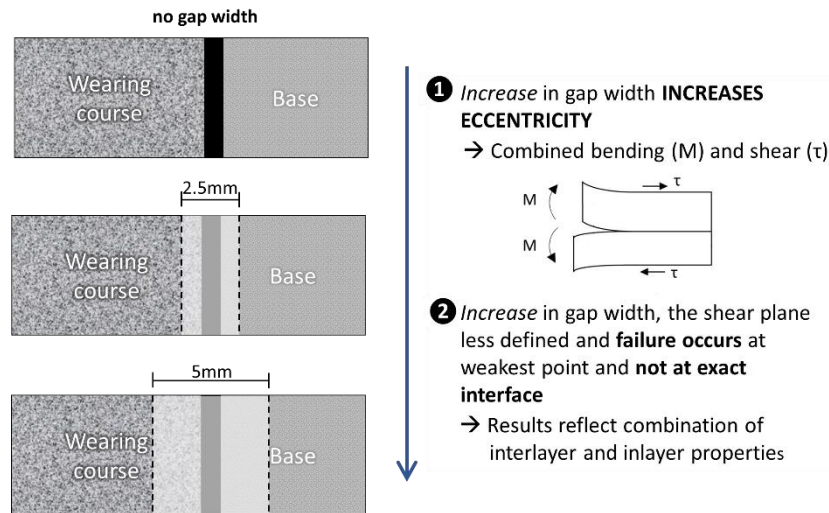 no gap width
Wearing
course
Base
2.5mm
Wearing
course
Base
5mm
Wearing
course
Base
❶ Increase in gap width INCREASES
ECCENTRICITY
→ Combined bending (M) and shear (τ)
τ
M
M
τ
❷ Increase in gap width, the shear plane
less defined and failure occurs at
weakest point and not at exact
interface
→ Results reflect combination of
interlayer and inlayer properties